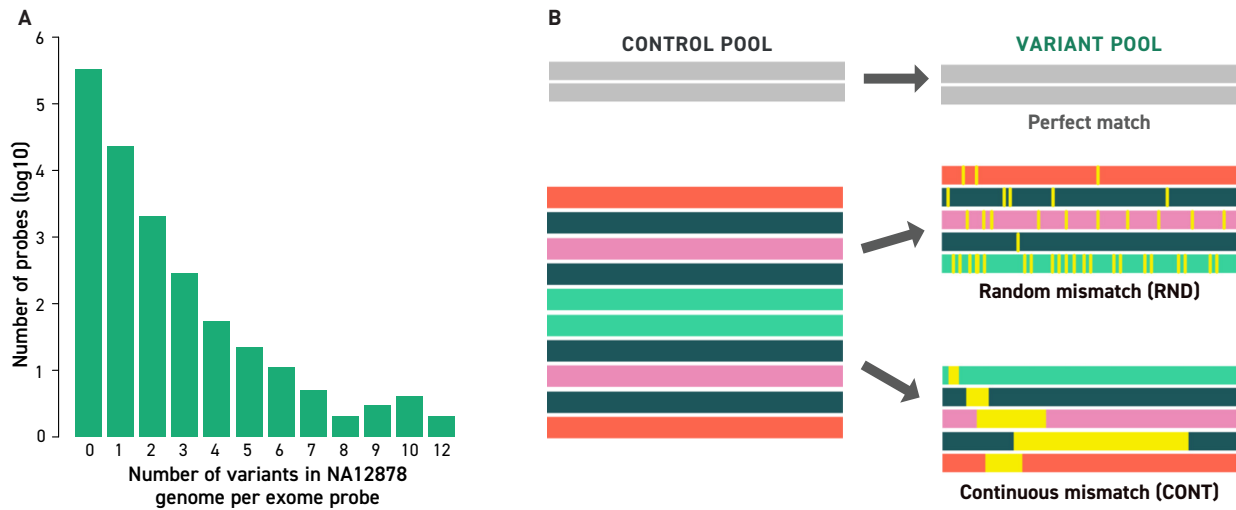 A
Number of probes (log10)
6
5
4
3
2
1
0
0 1 2 3 4 5 6 7 8 9 10 12
Number of variants in NA12878
genome per exome probe
B
CONTROL POOL
VARIANT POOL
Perfect match
Random mismatch (RND)
Continuous mismatch (CONT)